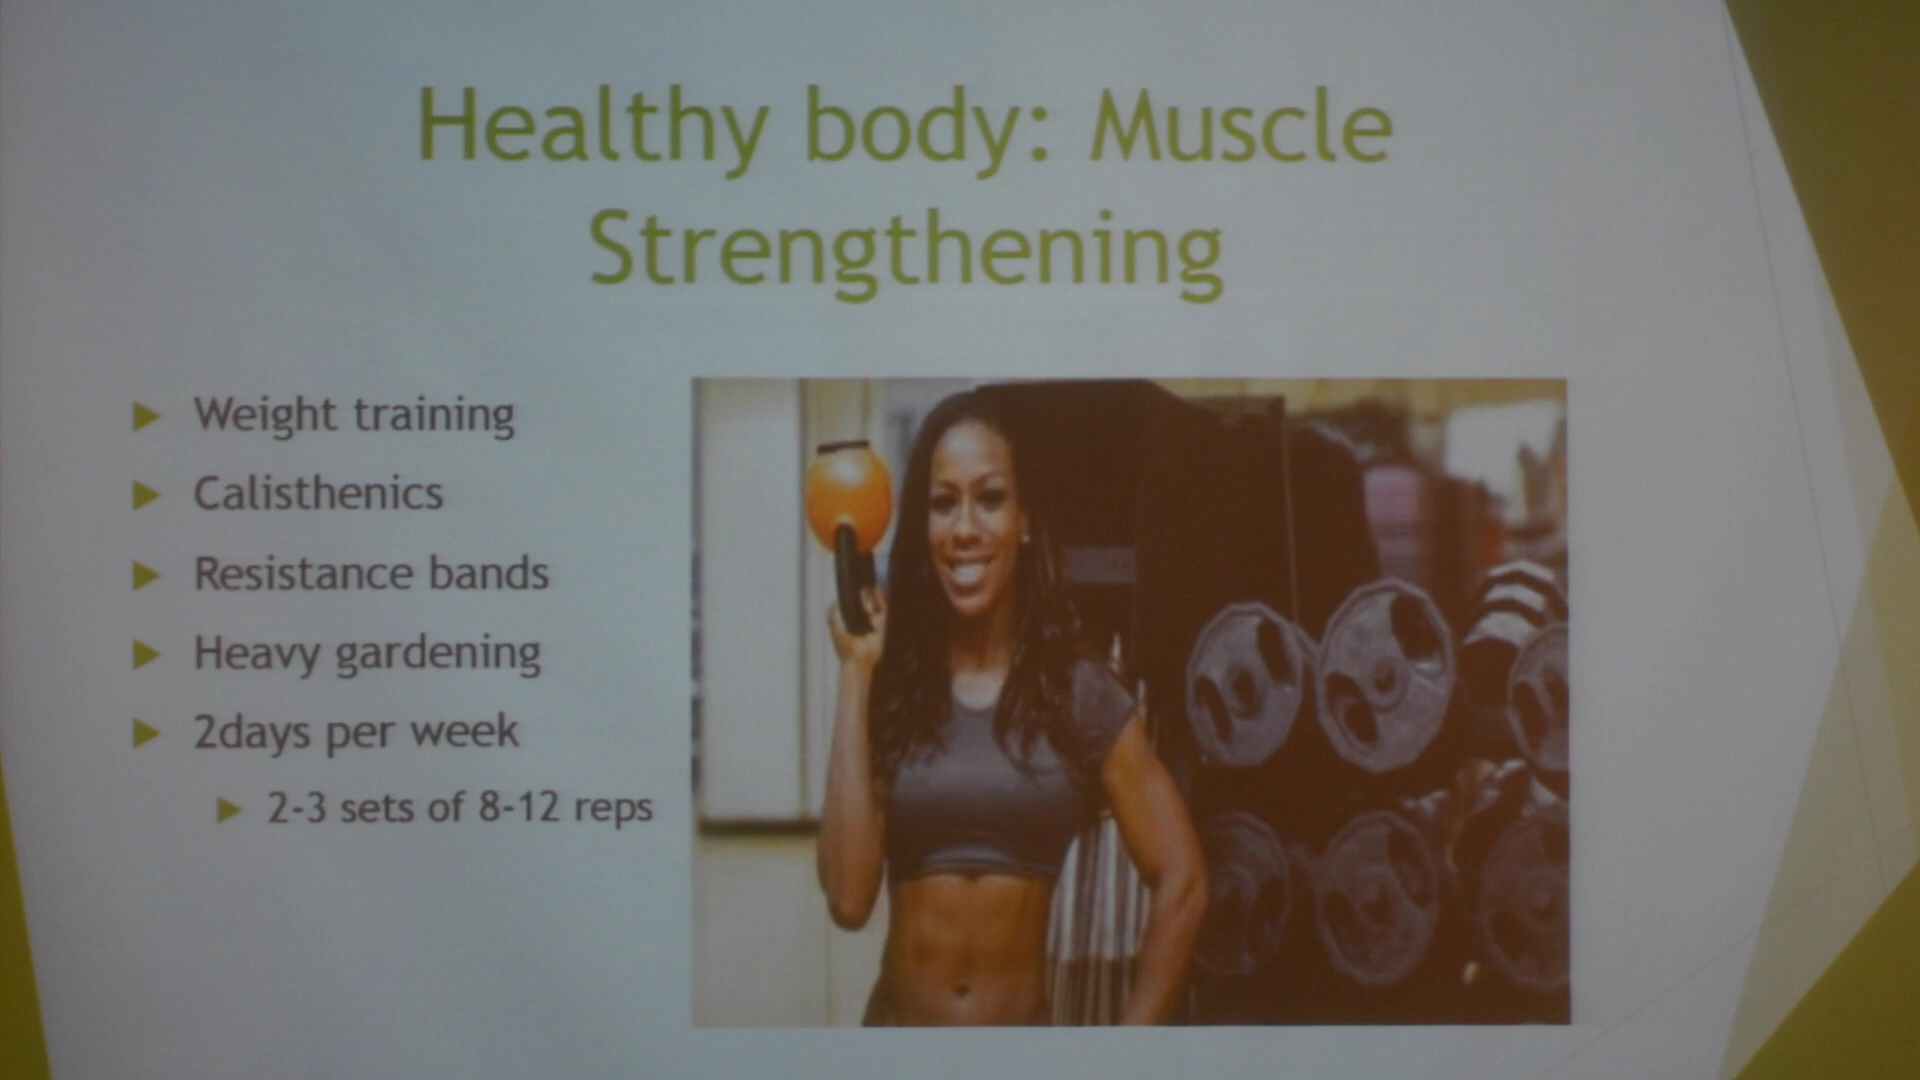 Healthy body: Muscle
Strengthening
Weight training
Calisthenics
Resistance bands
Heavy gardening
2days per week
2-3 sets of 8-12 reps